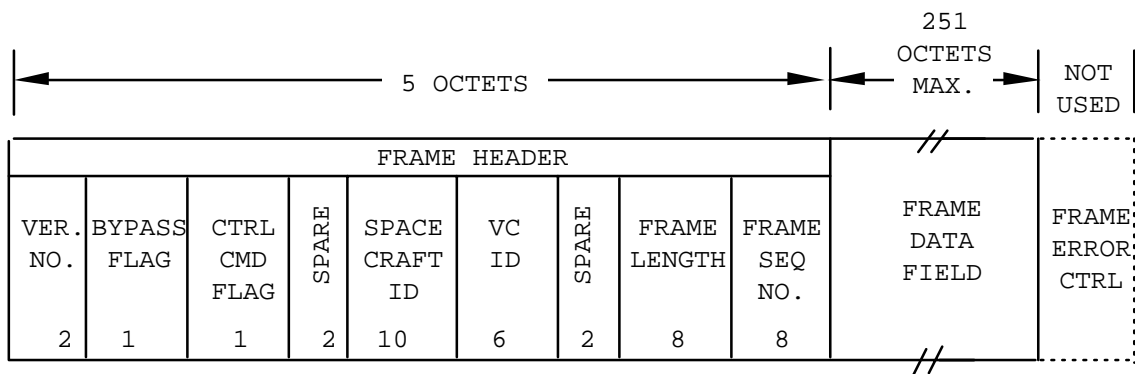 251
OCTETS
MAX.
5 OCTETS
NOT
USED
FRAME HEADER
VER.
NO.
2
BYPASS
FLAG
1
CTRL
CMD
FLAG
1
SPARE
2
SPACE
CRAFT
ID
10
VC
ID
6
SPARE
2
FRAME
LENGTH
8
FRAME
SEQ
NO.
8
FRAME
DATA
FIELD
FRAME
ERROR
CTRL